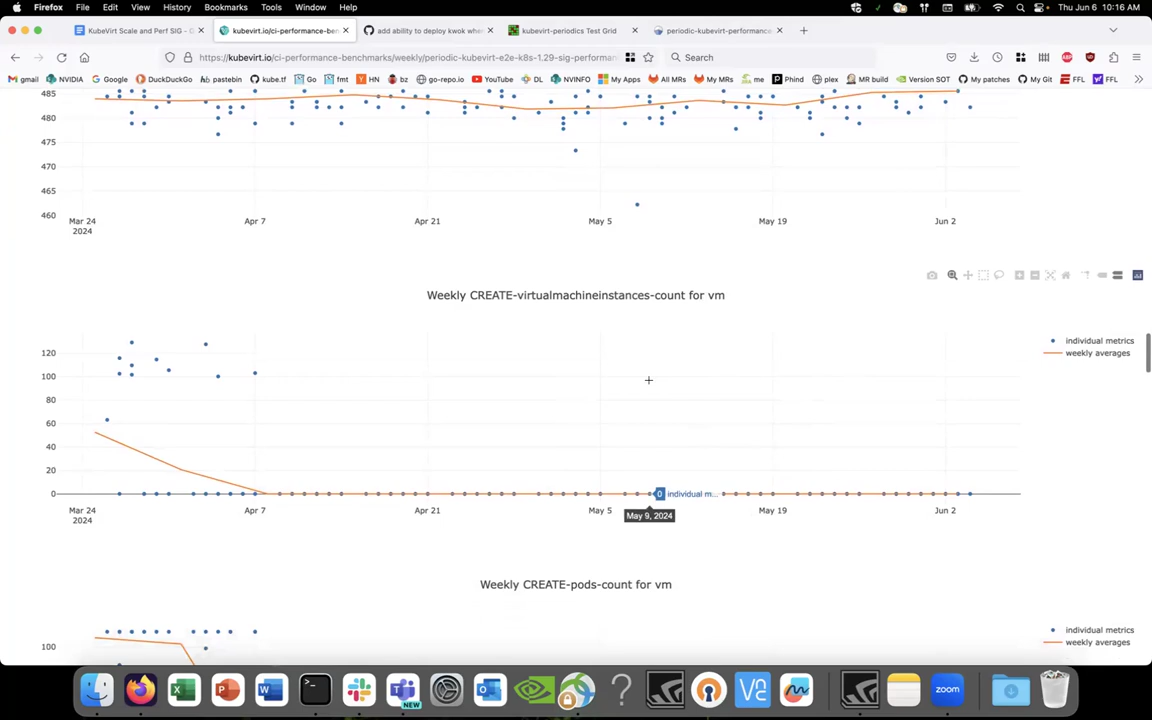 Firefox File Edit View History Bookmarks Tools Window Help Thu Jun 6 10:16 AM
KubeVirt Scale and Perf SIG - G
kubevirt.io/ci-performance-ben
add ability to deploy kwok whe
kubevirt-periodics Test Grid
periodic-kubevirt-performance
https://kubevirt.io/ci-performance-benchmarks/weekly/periodic-kubevirt-e2e-k8s-1.29-sig-performan
Search
gmail NVIDIA Google DuckDuckGo pastebin kube.tf Go fmt HN bz go-repo.io YouTube DL NVINFO My Apps All MRs My MRs me Phind plex MR build Version SOT My patches My Git FFL FFL
485
480
475
470
465
460
Mar 24
2024
Apr 7
Apr 21
May 5
May 19
Jun 2
Weekly CREATE-virtualmachineinstances-count for vm
individual metrics
weekly averages
120
100
80
60
40
20
0
0 individual m...
Mar 24
2024
Apr 7
Apr 21
May 5
May 19
Jun 2
May 9, 2024
Weekly CREATE-pods-count for vm
individual metrics
weekly averages
100
NEW
zoom